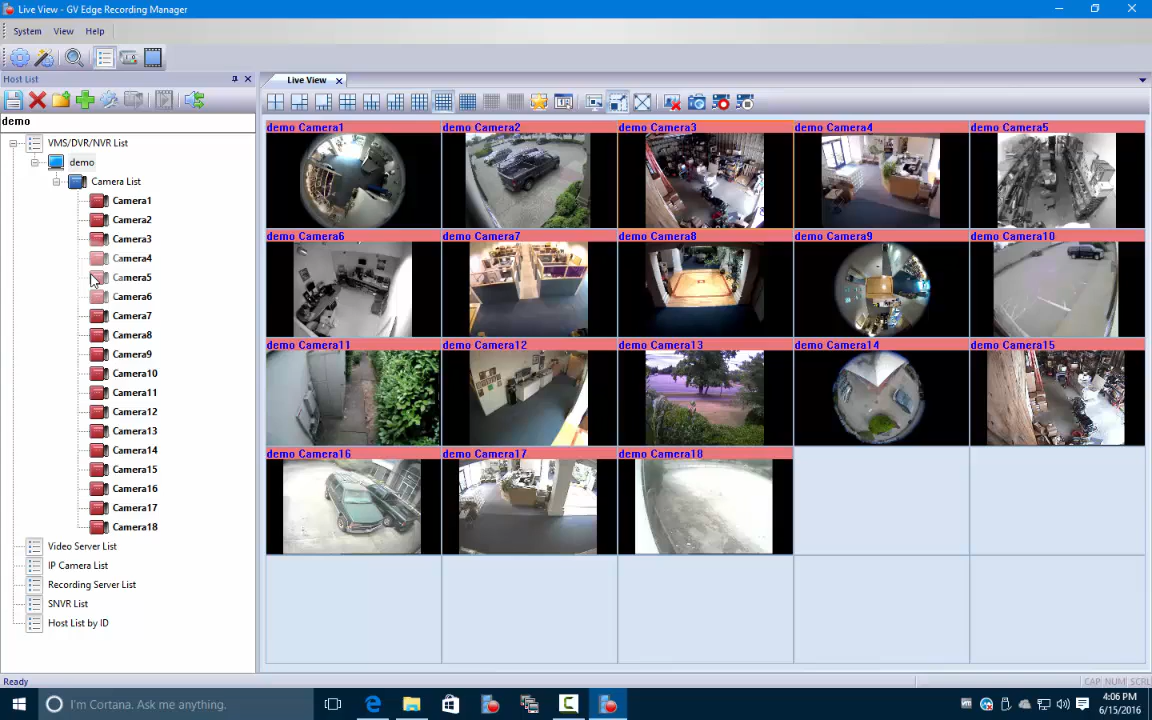 Live View - GV Edge Recording Manager
System View Help
Host List
Live View
demo
VMS/DVR/NVR List
demo
Camera List
Camera1
Camera2
Camera3
Camera4
Camera5
Camera6
Camera7
Camera8
Camera9
Camera10
Camera11
Camera12
Camera13
Camera14
Camera15
Camera16
Camera17
Camera18
Video Server List
IP Camera List
Recording Server List
SNVR List
Host List by ID
demo Camera1 demo Camera2 demo Camera3 demo Camera4 demo Camera5
demo Camera6 demo Camera7 demo Camera8 demo Camera9 demo Camera10
demo Camera11 demo Camera12 demo Camera13 demo Camera14 demo Camera15
demo Camera16 demo Camera17 demo Camera18
Ready
CAP NUM SCRL
I'm Cortana. Ask me anything.
4:06 PM
6/15/2016